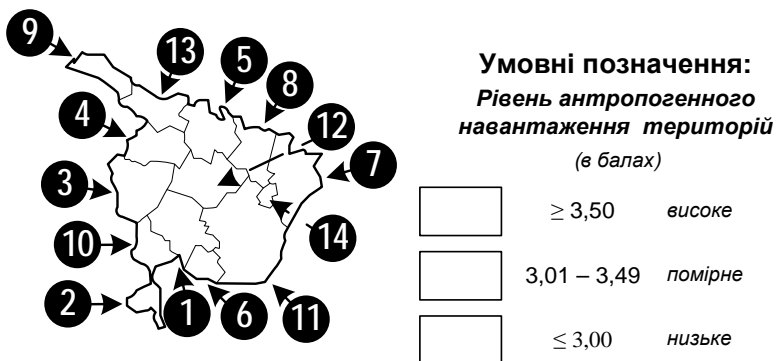 9
13
5
8
4
12
7
3
14
10
2
1
6
11
Умовні позначення:
Рівень антропогенного
навантаження територій
(в балах)
≥ 3,50 високе
3,01 – 3,49 помірне
≤ 3,00 низьке